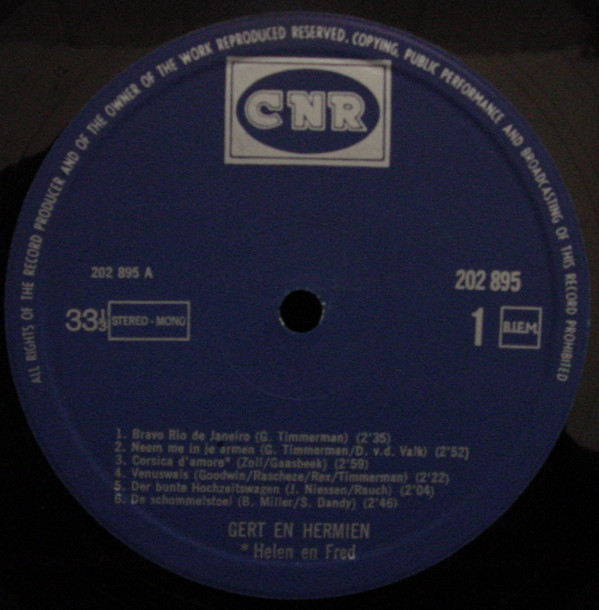 ALL RIGHTS OF THE RECORD PRODUCER AND OF THE OWNER OF THE WORK REPRODUCED RESERVED. COPYING, PUBLIC PERFORMANCE AND BROADCASTING OF THIS RECORD PROHIBITED
CNR
202 895 A
202 895
33⅓ STEREO - MONO
1 B.I.E.M.
1. Bravo Rio de Janeiro (G. Timmerman) (2'35)
2. Neem me in je armen (G. Timmerman/D. v.d. Valk) (2'52)
3. Corsica d'amore* (Zoll/Gaasbeek) (2'59)
4. Venuswals (Goodwin/Rascheze/Rex/Timmerman) (2'22)
5. Der bunte Hochzeitswagen (J. Niessen/Rauch) (2'04)
6. De schommelstoel (B. Miller/S. Dandy) (2'46)
GERT EN HERMIEN
* Helen en Fred